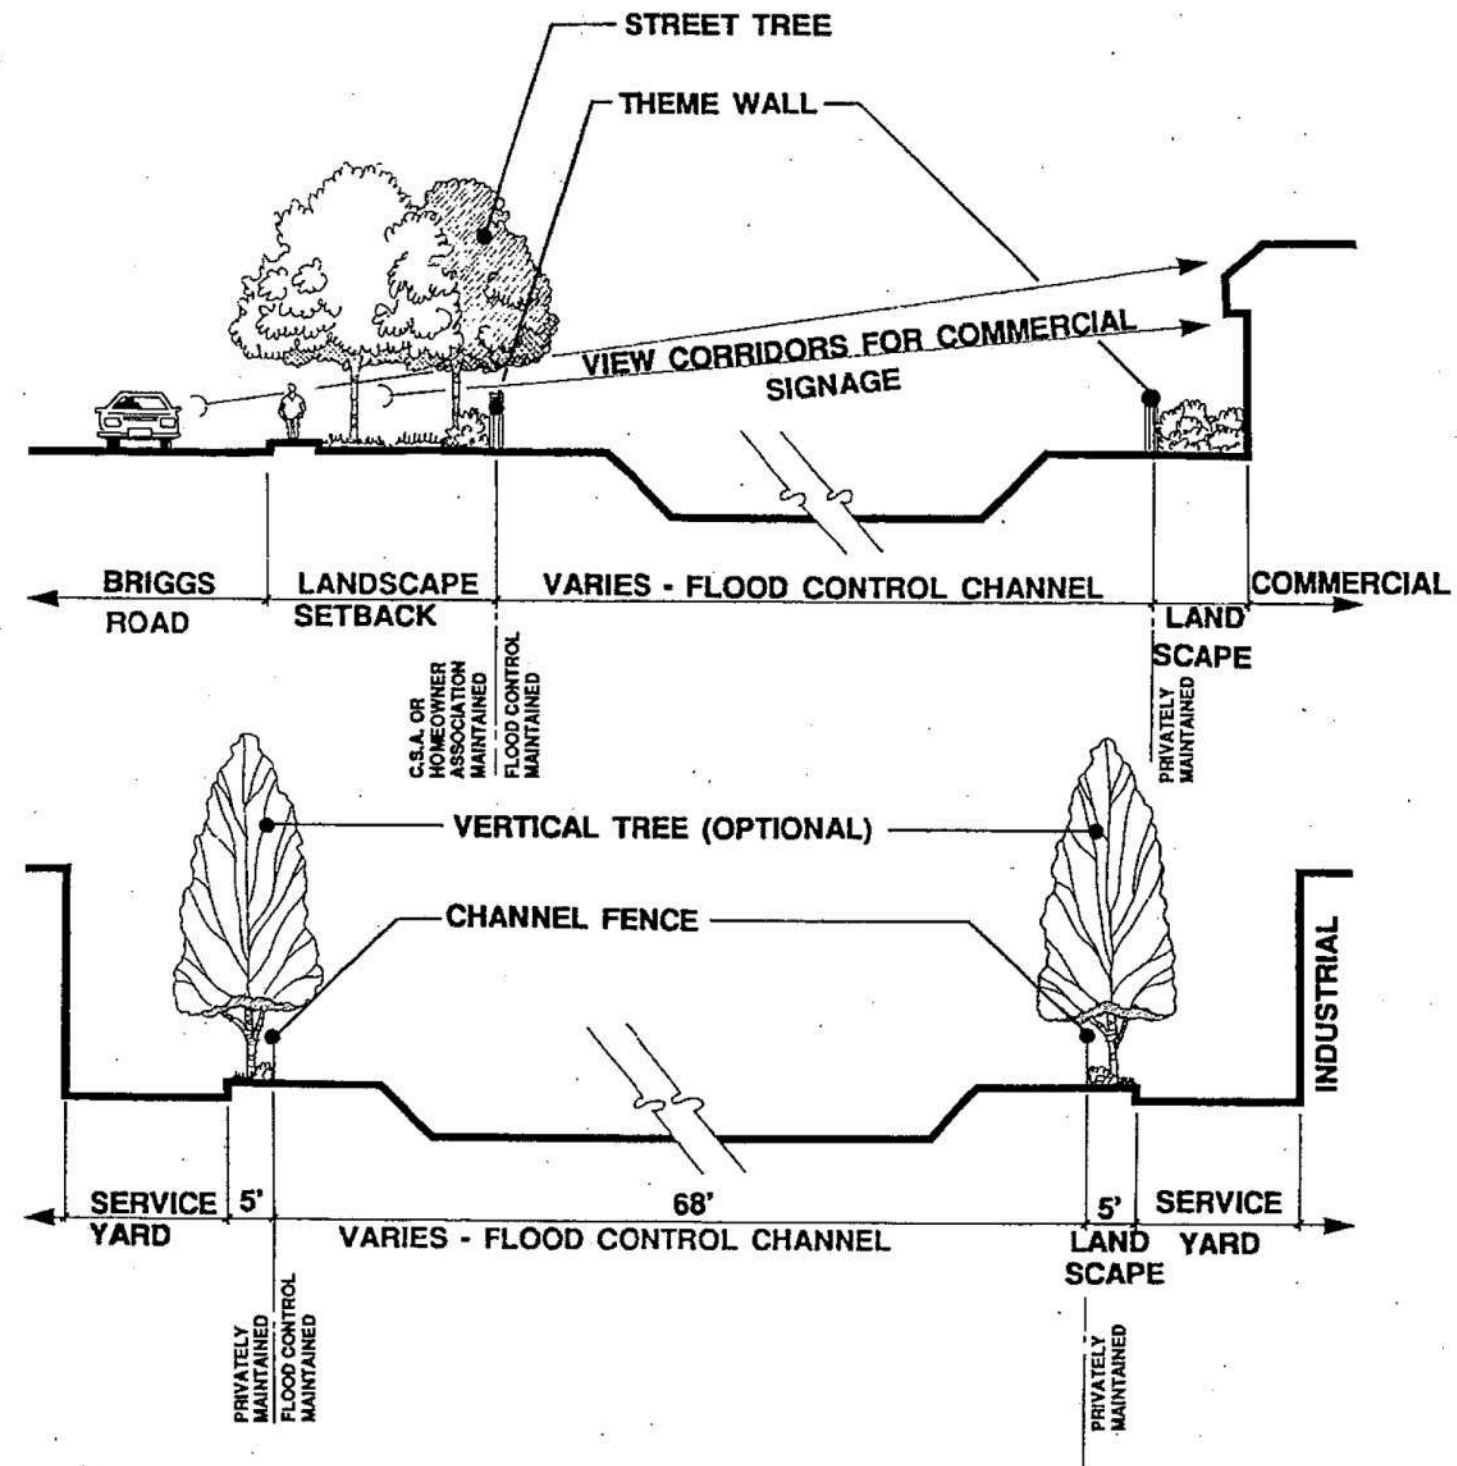 STREET TREE
THEME WALL
VIEW CORRIDORS FOR COMMERCIAL
SIGNAGE
BRIGGS
ROAD
LANDSCAPE
SETBACK
VARIES - FLOOD CONTROL CHANNEL
LAND
SCAPE
COMMERCIAL
C.S.A. OR
HOMEOWNER
ASSOCIATION
MAINTAINED
FLOOD CONTROL
MAINTAINED
PRIVATELY
MAINTAINED
VERTICAL TREE (OPTIONAL)
CHANNEL FENCE
INDUSTRIAL
SERVICE
YARD
5'
68'
VARIES - FLOOD CONTROL CHANNEL
5'
LAND
SCAPE
SERVICE
YARD
PRIVATELY
MAINTAINED
FLOOD CONTROL
MAINTAINED
PRIVATELY
MAINTAINED